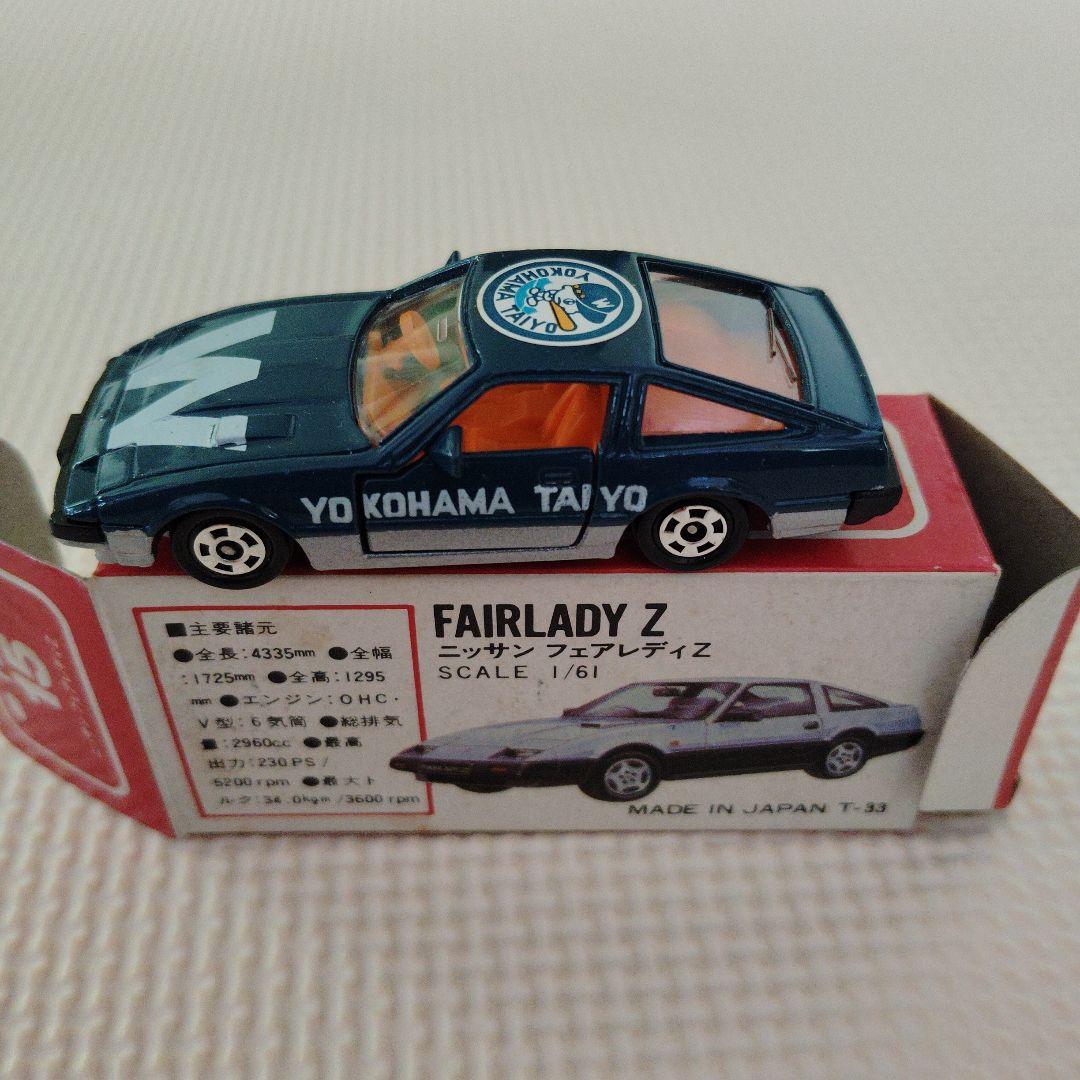 W
YOKOHAMA TAIYO
W
YOKOHAMA TAIYO
■主要諸元
●全長:4335mm ●全幅
:1725mm ●全高:1295
mm ●エンジン:OHC・
V型:6気筒 ●総排気
量:2960cc ●最高
出力:230PS/
5200rpm ●最大ト
ルク:34.0kgm/3600rpm
FAIRLADY Z
ニッサン フェアレディZ
SCALE 1/61
MADE IN JAPAN T-33